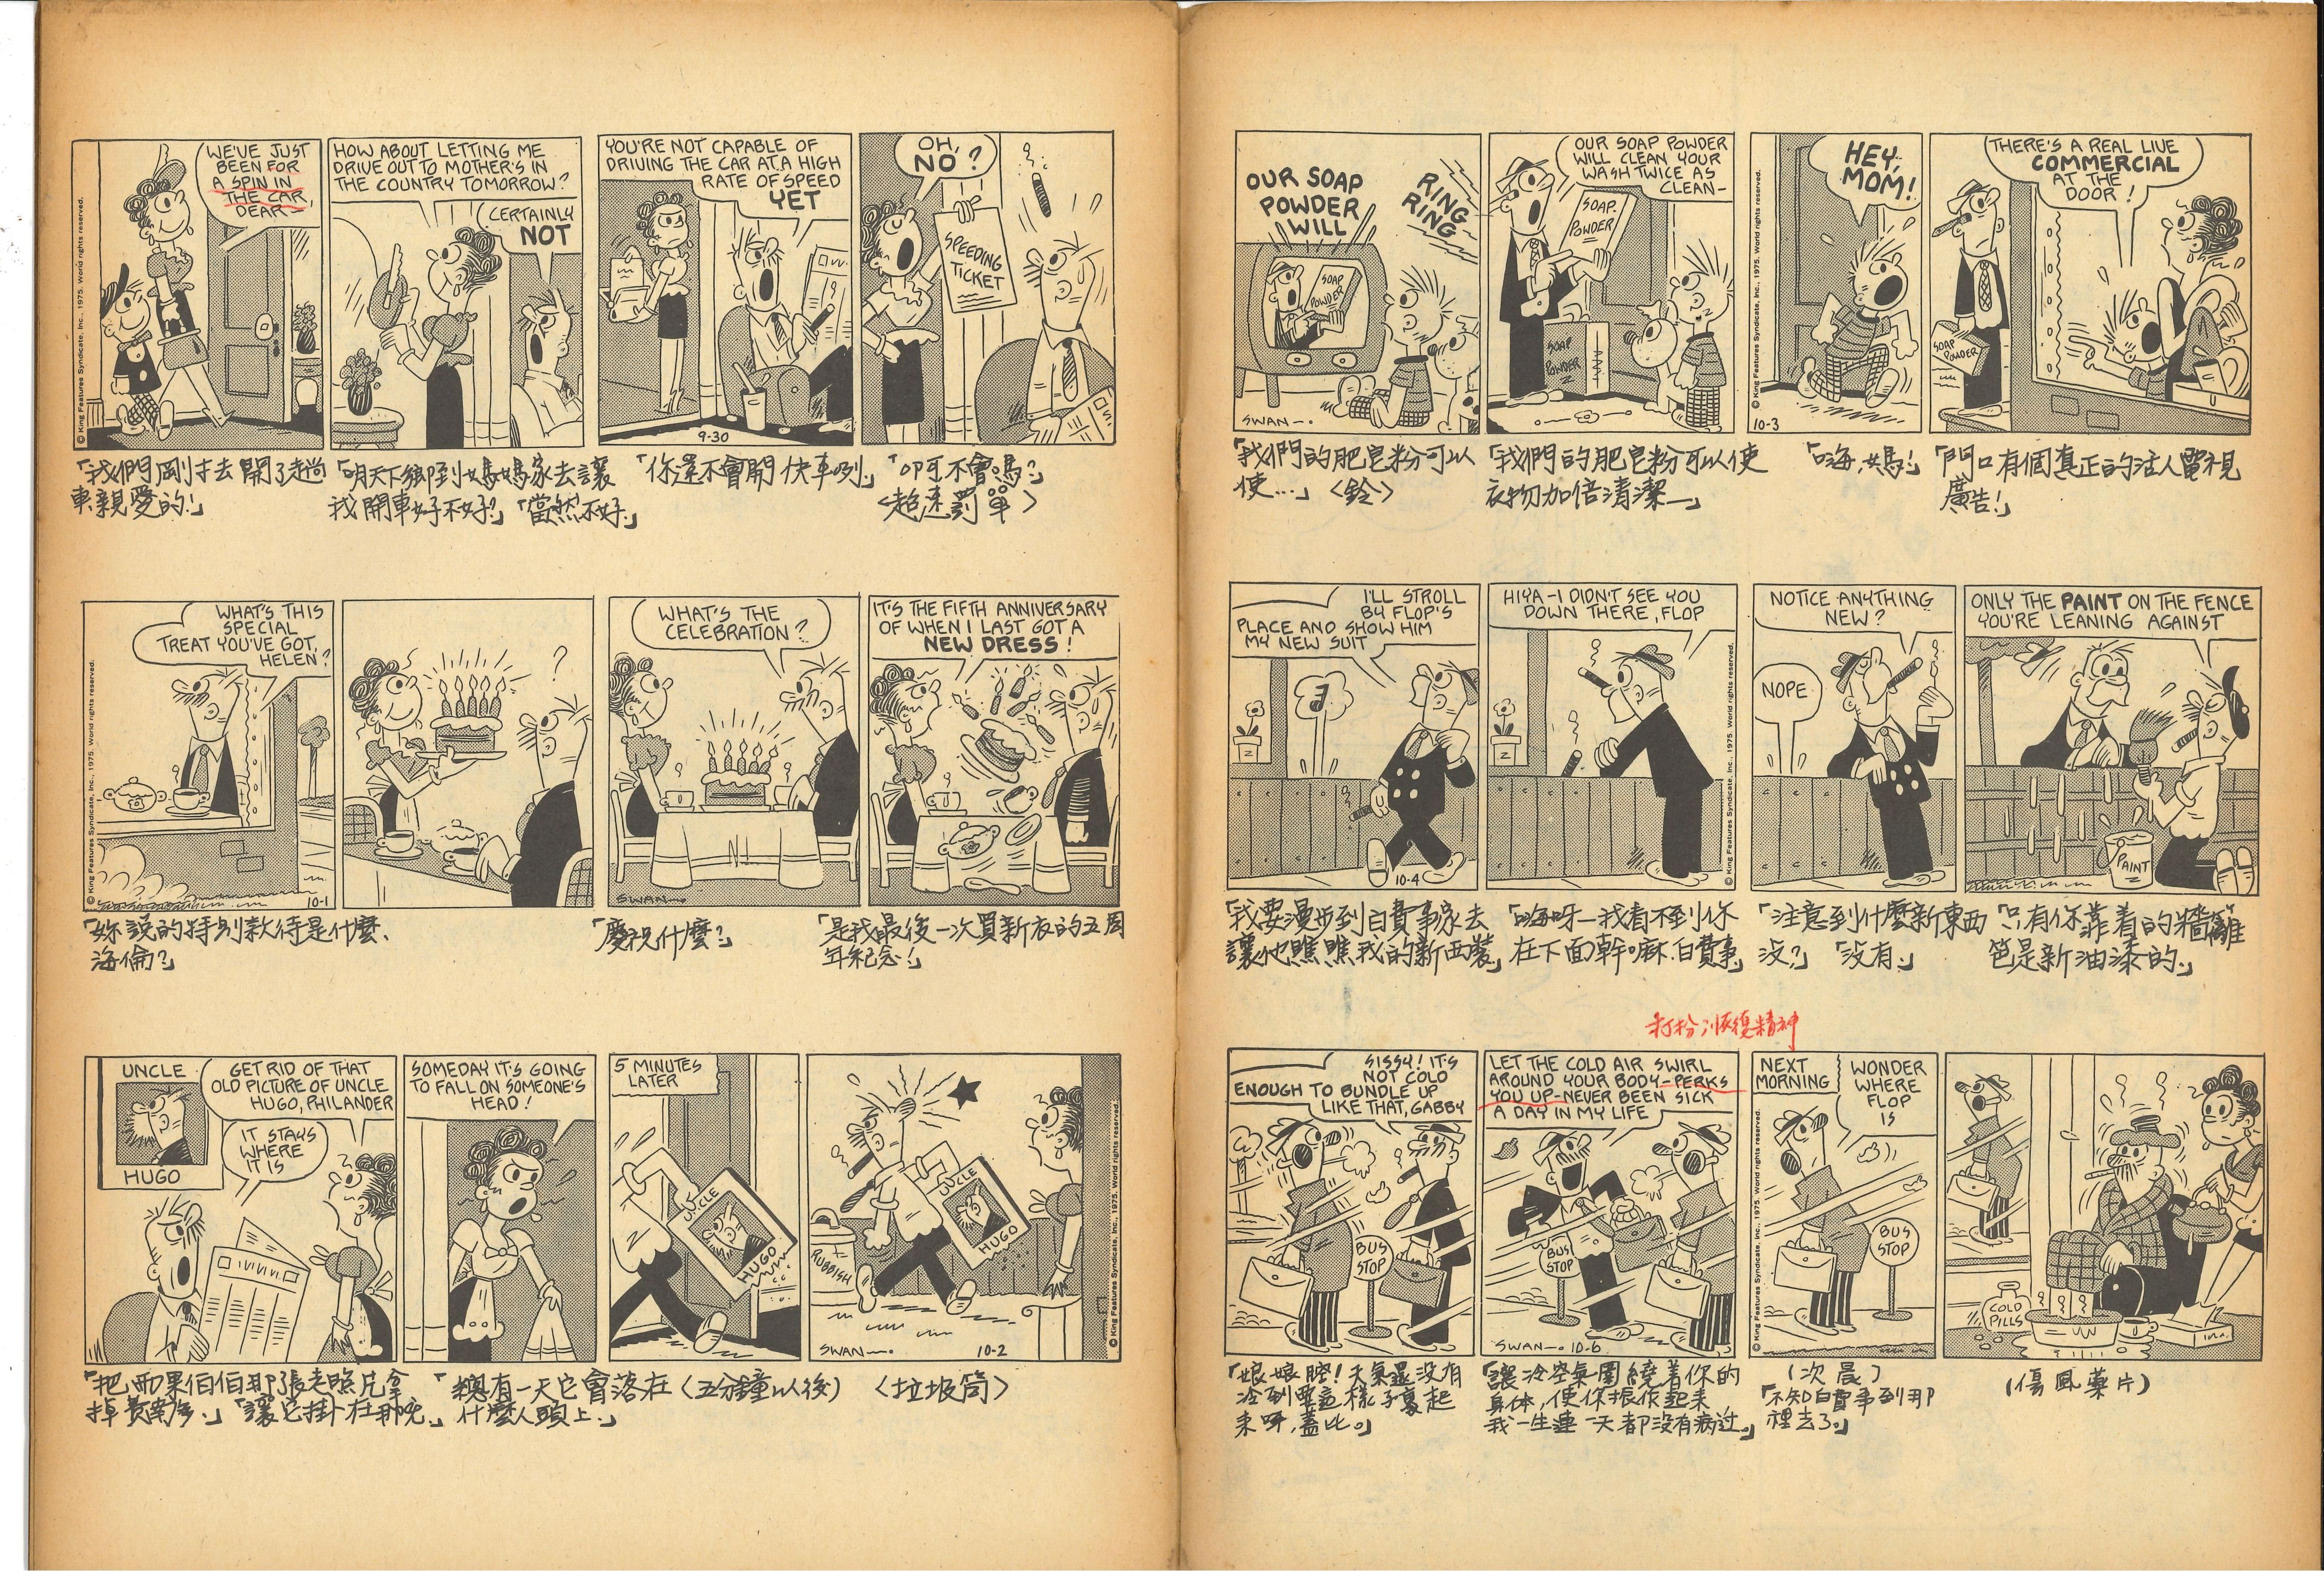 WE'VE JUST
BEEN FOR
A SPIN IN
THE CAR,
DEAR—
HOW ABOUT LETTING ME
DRIVE OUT TO MOTHER'S IN
THE COUNTRY TOMORROW?
CERTAINLY
NOT
YOU'RE NOT CAPABLE OF
DRIVING THE CAR AT A HIGH
RATE OF SPEED
YET
9-30
OH,
NO?
SPEEDING
TICKET
© King Features Syndicate, Inc., 1975. World rights reserved.
「我們剛才去開了趟
車,親愛的!」
「明天下鄉到媽媽家去讓
我開車好不好?」「當然不好.」
「你還不會開快車咧.」
「啊,不會嗎?」
〈超速罰單〉
WHAT'S THIS
SPECIAL
TREAT YOU'VE GOT,
HELEN?
10-1
© King Features Syndicate, Inc., 1975. World rights reserved.
?
WHAT'S THE
CELEBRATION?
SWAN—.
IT'S THE FIFTH ANNIVERSARY
OF WHEN I LAST GOT A
NEW DRESS!
「妳說的特別款待是什麼,
海倫?」
「慶祝什麼?」
「是我最後一次買新衣的五周
年紀念!」
UNCLE
HUGO
GET RID OF THAT
OLD PICTURE OF UNCLE
HUGO, PHILANDER
IT STAYS
WHERE
IT IS
SOMEDAY IT'S GOING
TO FALL ON SOMEONE'S
HEAD!
5 MINUTES
LATER
UNCLE
HUGO
UNCLE
HUGO
RUBBISH
SWAN—.
10-2
© King Features Syndicate, Inc., 1975. World rights reserved.
「把雨果伯伯那張老照片拿
掉,費南多.」「讓它掛在那兒.」
「總有一天它會落在
什麼人頭上.」
(五分鐘以後)
〈垃圾筒〉
OUR SOAP
POWDER
WILL
RING
RING
SOAP
POWDER
SWAN—.
OUR SOAP POWDER
WILL CLEAN YOUR
WASH TWICE AS
CLEAN—
SOAP
POWDER
SOAP
POWDER
HEY,
MOM!
10-3
© King Features Syndicate, Inc., 1975. World rights reserved.
THERE'S A REAL LIVE
COMMERCIAL
AT THE
DOOR!
SOAP
POWDER
「我們的肥皂粉可以
使...」〈鈴〉
「我們的肥皂粉可以使
衣物加倍清潔—」
「嗨,媽!」
「門口有個真正的活人電視
廣告!」
I'LL STROLL
BY FLOP'S
PLACE AND SHOW HIM
MY NEW SUIT
10-4
HIYA—I DIDN'T SEE YOU
DOWN THERE, FLOP
© King Features Syndicate, Inc., 1975. World rights reserved.
NOTICE ANYTHING
NEW?
NOPE
ONLY THE PAINT ON THE FENCE
YOU'RE LEANING AGAINST
PAINT
「我要漫步到白費事家去
讓他瞧瞧我的新西裝.」
「嗨呀—我看不到你
在下面幹嘛,白費事.」
「注意到什麼新東西
沒?」「沒有.」
「只有你靠着的牆籬
笆是新油漆的.」
打扮;恢復精神
SISSY! IT'S
NOT COLD
ENOUGH TO BUNDLE UP
LIKE THAT, GABBY
BUS
STOP
LET THE COLD AIR SWIRL
AROUND YOUR BODY—PERKS
YOU UP—NEVER BEEN SICK
A DAY IN MY LIFE
BUS
STOP
SWAN—. 10-6
NEXT
MORNING
WONDER
WHERE
FLOP
IS
BUS
STOP
© King Features Syndicate, Inc., 1975. World rights reserved.
COLD
PILLS
「娘娘腔!天氣還沒有
冷到要這樣子裹起
來呀,蓋比。」
「讓冷空氣圍繞着你的
身体,使你振作起來
我一生連一天都沒有病过。」
(次晨)
「不知白費事到那
裡去了。」
(傷風藥片)